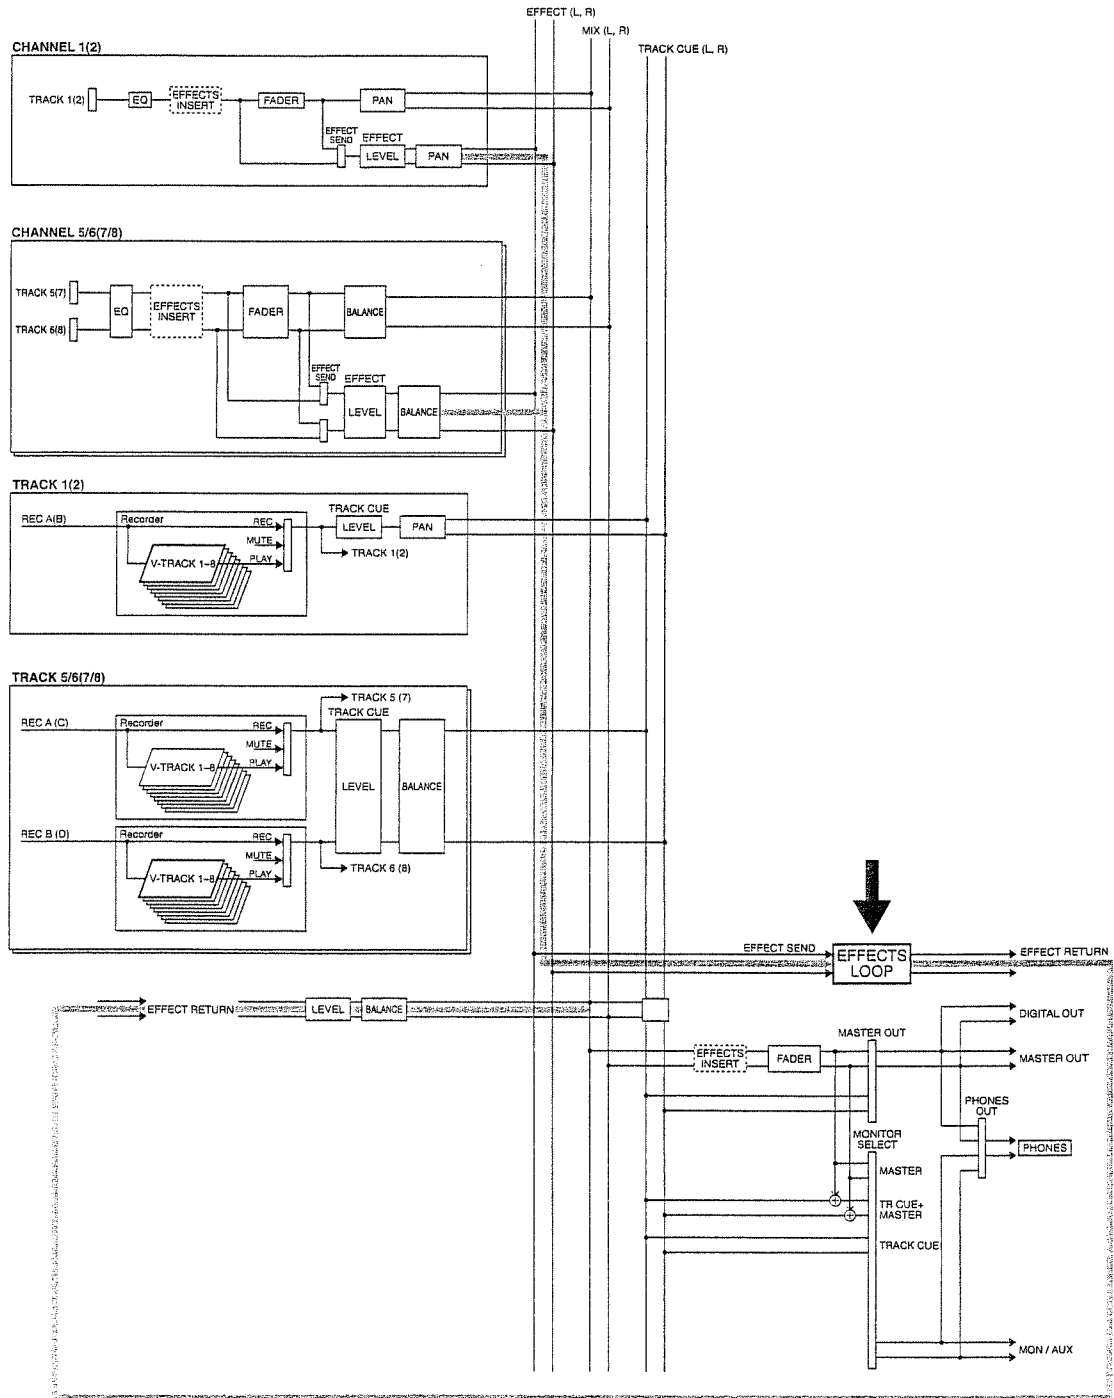 EFFECT (L, R)
MIX (L, R)
TRACK CUE (L, R)
CHANNEL 1(2)
TRACK 1(2)
EQ
EFFECTS
INSERT
FADER
PAN
EFFECT
SEND
EFFECT
LEVEL
PAN
CHANNEL 5/6(7/8)
TRACK 5(7)
TRACK 6(8)
EQ
EFFECTS
INSERT
FADER
BALANCE
EFFECT
SEND
EFFECT
LEVEL
BALANCE
TRACK 1(2)
REC A(B)
Recorder
REC
MUTE
PLAY
V-TRACK 1–8
TRACK CUE
LEVEL
PAN
TRACK 1(2)
TRACK 5/6(7/8)
TRACK 5 (7)
TRACK CUE
REC A (C)
Recorder
REC
MUTE
PLAY
V-TRACK 1–8
LEVEL
BALANCE
REC B (D)
Recorder
REC
MUTE
PLAY
V-TRACK 1–8
TRACK 6 (8)
EFFECT SEND
EFFECTS
LOOP
EFFECT RETURN
EFFECT RETURN
LEVEL
BALANCE
DIGITAL OUT
MASTER OUT
EFFECTS
INSERT
FADER
MASTER OUT
PHONES
OUT
MONITOR
SELECT
PHONES
MASTER
TR CUE+
MASTER
TRACK CUE
MON / AUX